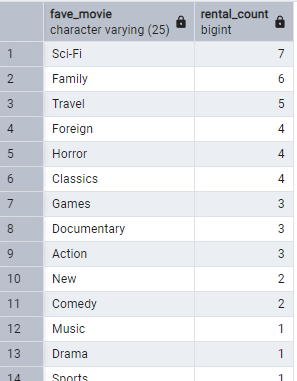 fave_movie rental_count
character varying (25) bigint
1 Sci-Fi 7
2 Family 6
3 Travel 5
4 Foreign 4
5 Horror 4
6 Classics 4
7 Games 3
8 Documentary 3
9 Action 3
10 New 2
11 Comedy 2
12 Music 1
13 Drama 1
14 Sports 1